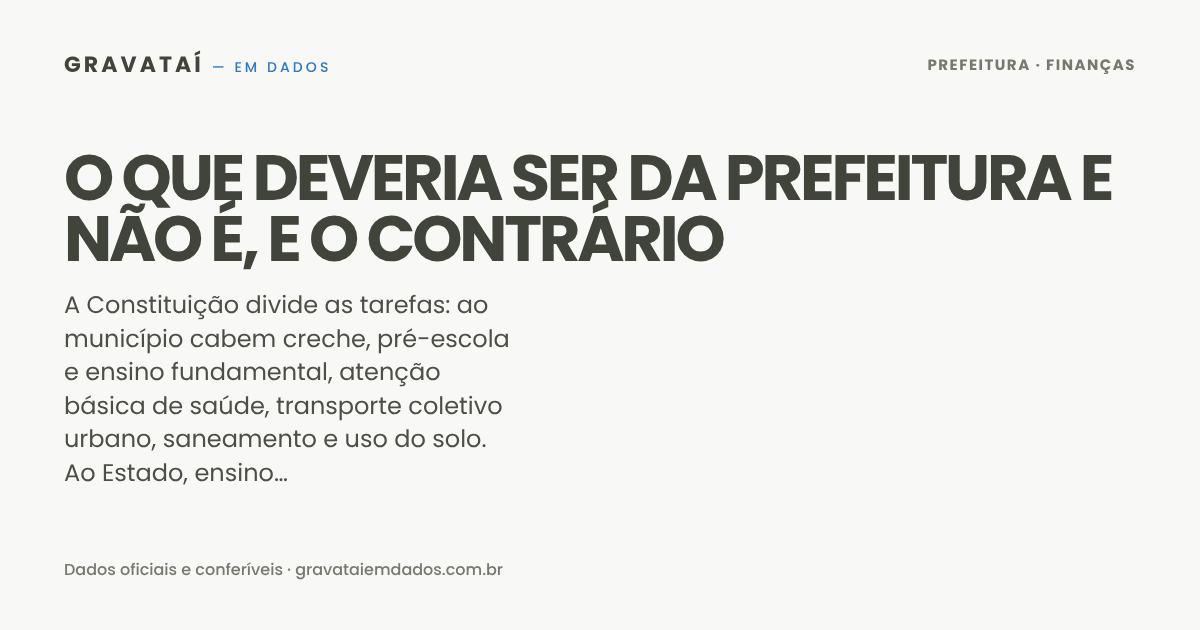 GRAVATAÍ — EM DADOS
PREFEITURA · FINANÇAS
O QUE DEVERIA SER DA PREFEITURA E
NÃO É, E O CONTRÁRIO
A Constituição divide as tarefas: ao
município cabem creche, pré-escola
e ensino fundamental, atenção
básica de saúde, transporte coletivo
urbano, saneamento e uso do solo.
Ao Estado, ensino…
Dados oficiais e conferíveis · gravataiemdados.com.br